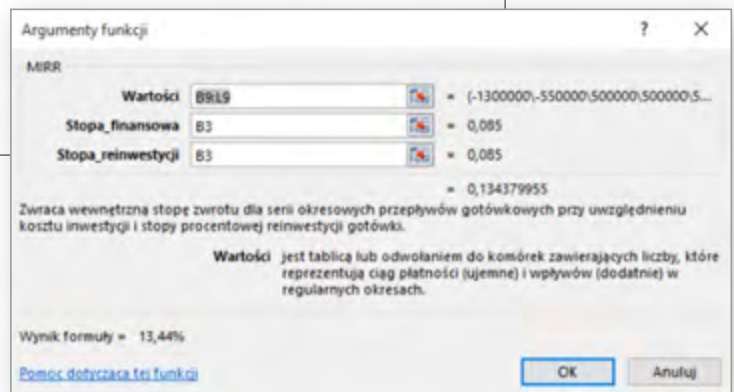 Argumenty funkcji ? ×
MIRR
Wartości B9:L9 = {-1300000\-550000\500000\500000\5...
Stopa_finansowa B3 = 0,085
Stopa_reinwestycji B3 = 0,085
= 0,134379955
Zwraca wewnętrzną stopę zwrotu dla serii okresowych przepływów gotówkowych przy uwzględnieniu
kosztu inwestycji i stopy procentowej reinwestycji gotówki.
Wartości jest tablicą lub odwołaniem do komórek zawierających liczby, które
reprezentują ciąg płatności (ujemne) i wpływów (dodatnie) w
regularnych okresach.
Wynik formuły = 13,44%
Pomoc dotycząca tej funkcji
OK Anuluj